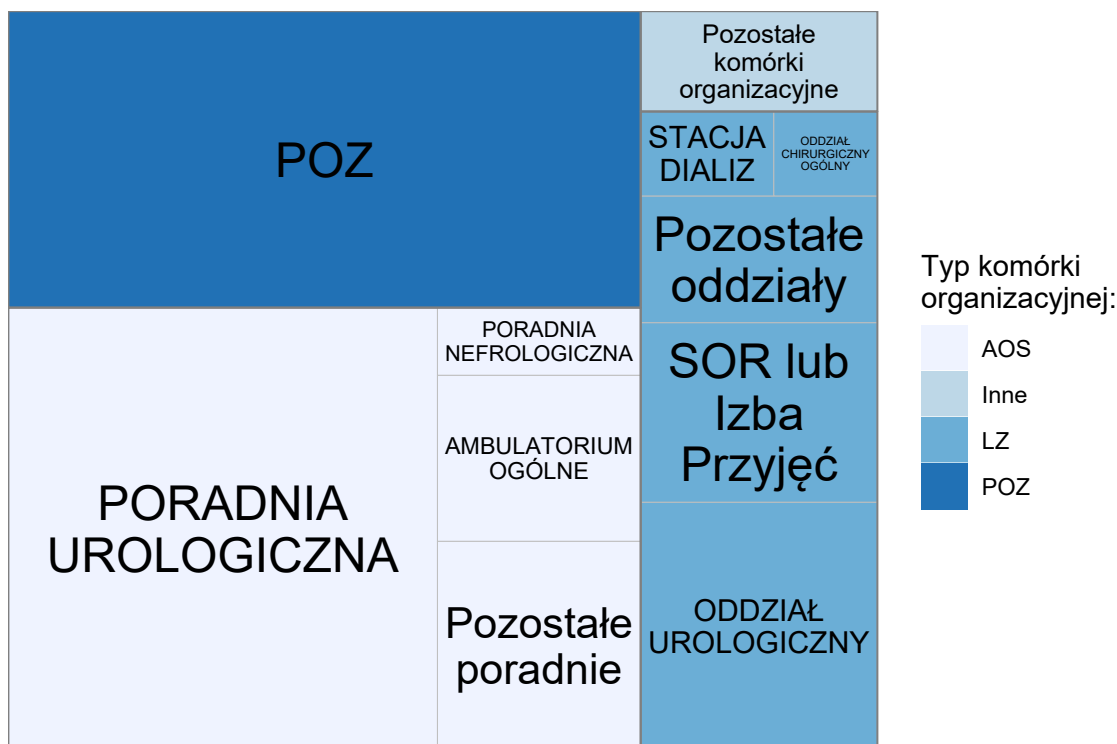 POZ
Pozostałe
komórki
organizacyjne
STACJA
DIALIZ
ODDZIAŁ
CHIRURGICZNY
OGÓLNY
Pozostałe
oddziały
SOR lub
Izba
Przyjęć
ODDZIAŁ
UROLOGICZNY
PORADNIA
UROLOGICZNA
PORADNIA
NEFROLOGICZNA
AMBULATORIUM
OGÓLNE
Pozostałe
poradnie
Typ komórki
organizacyjnej:
AOS
Inne
LZ
POZ